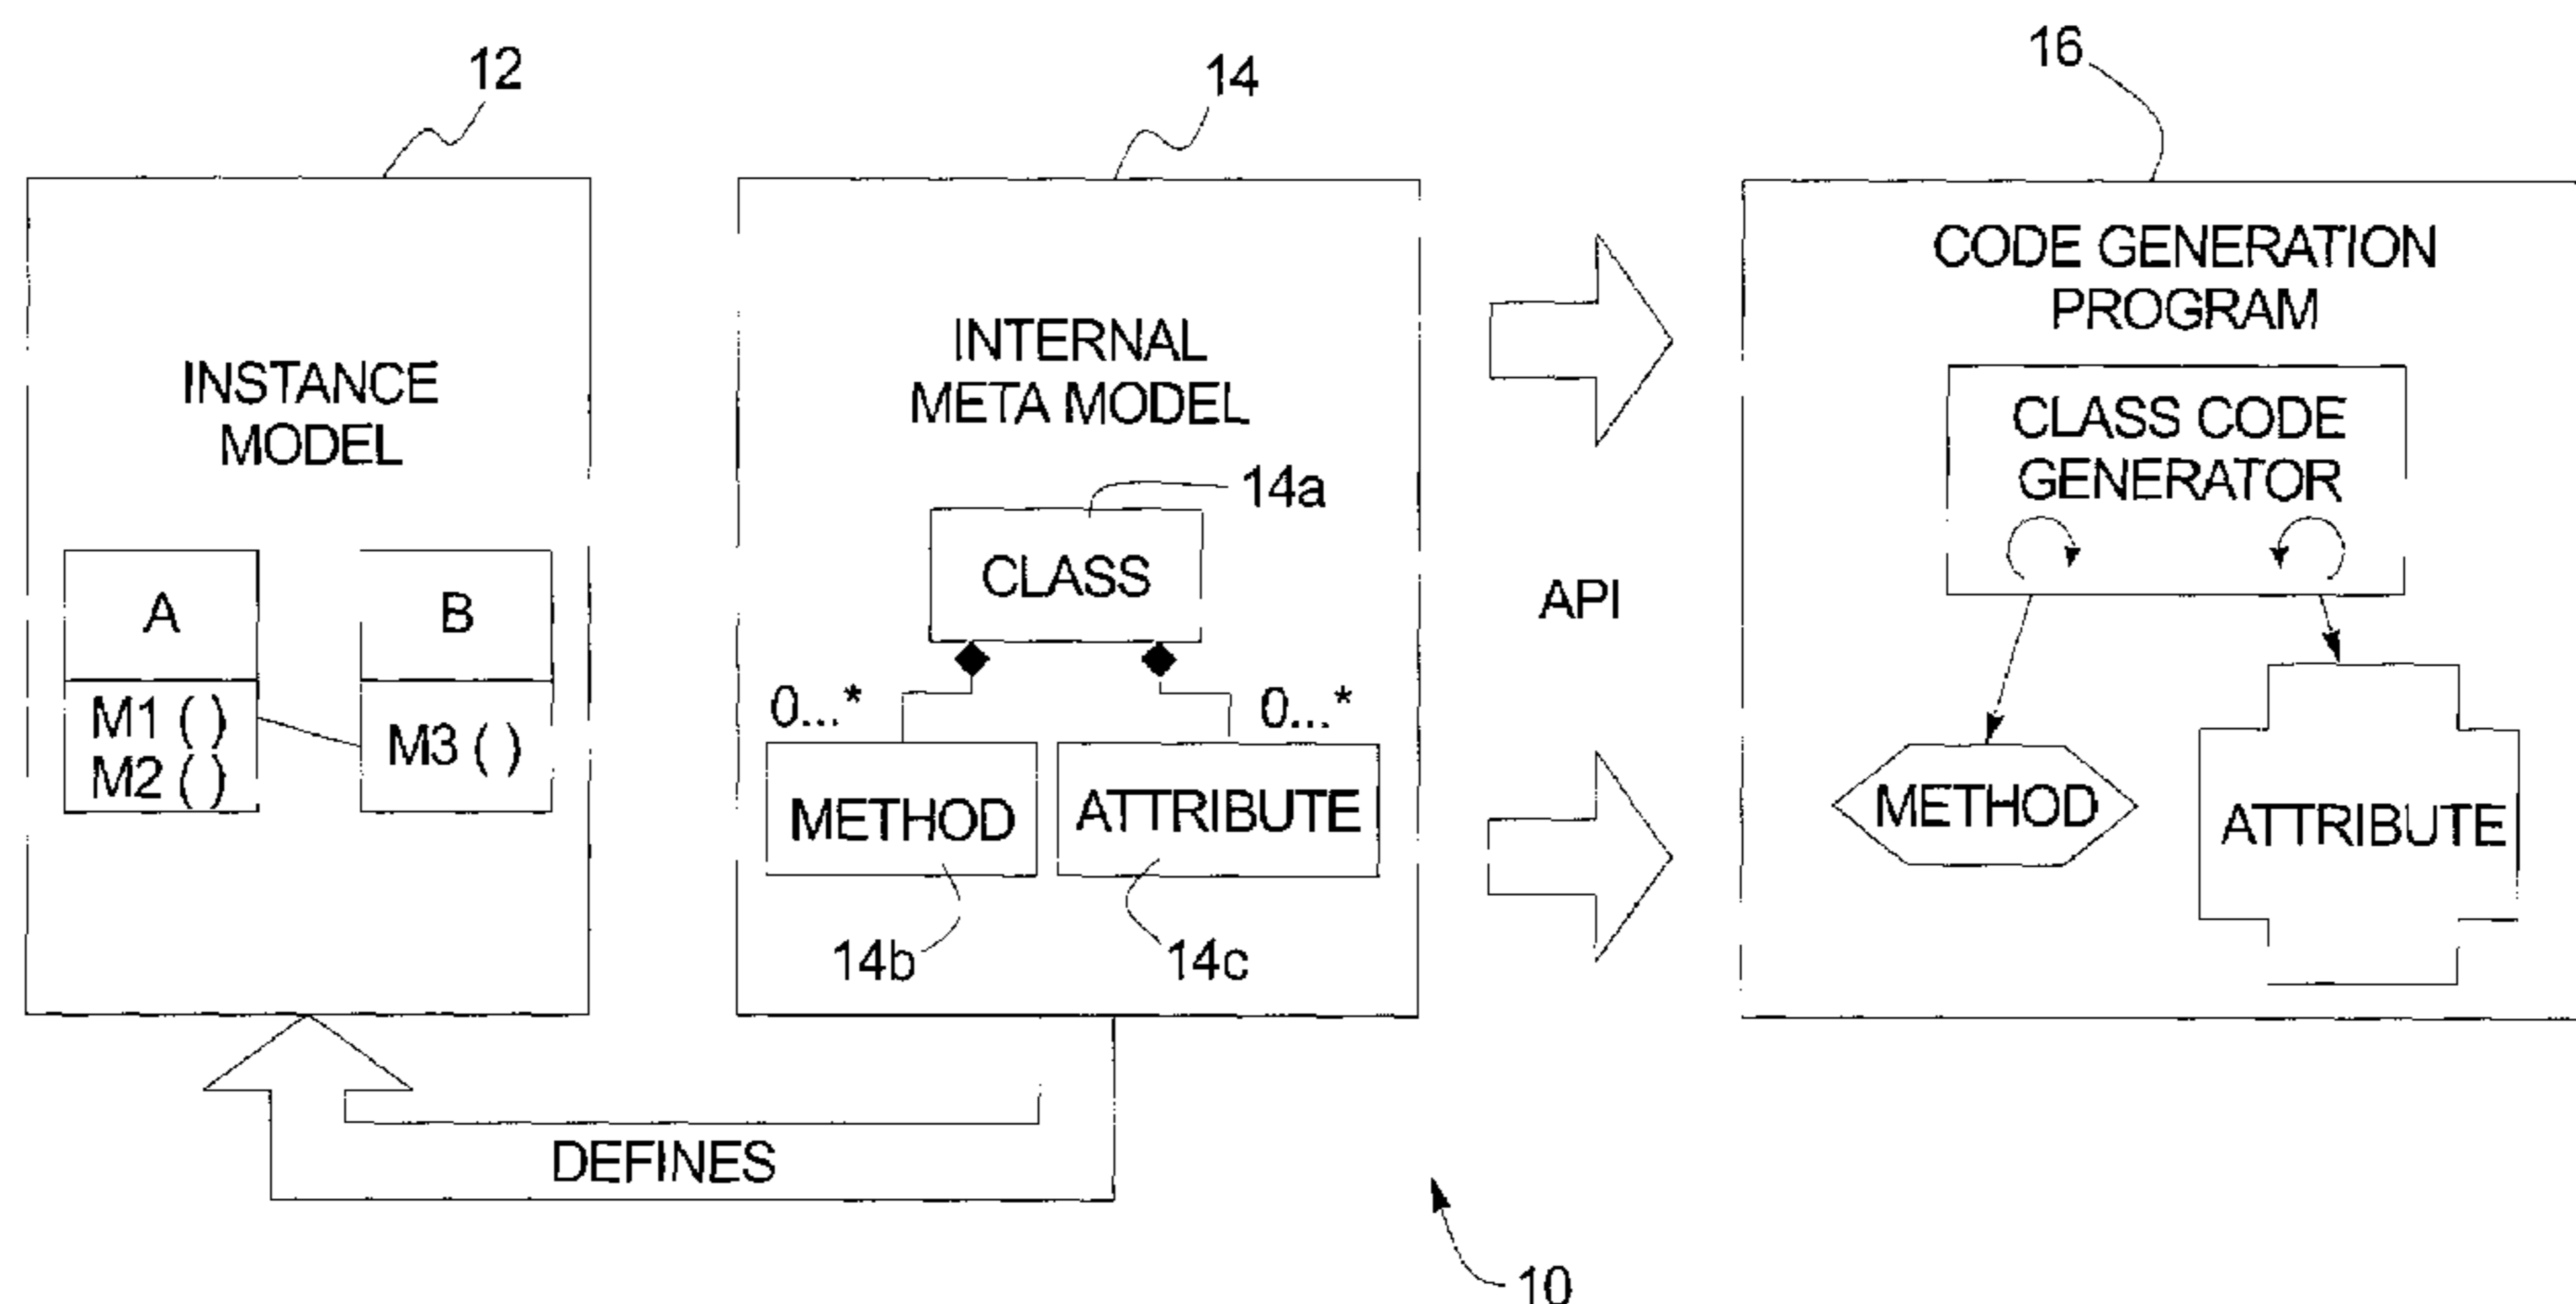 12
14
16
INSTANCE
MODEL
A
B
M1 ( )
M2 ( )
M3 ( )
INTERNAL
META MODEL
14a
CLASS
0...*
0...*
METHOD
ATTRIBUTE
14b
14c
API
CODE GENERATION
PROGRAM
CLASS CODE
GENERATOR
METHOD
ATTRIBUTE
DEFINES
10